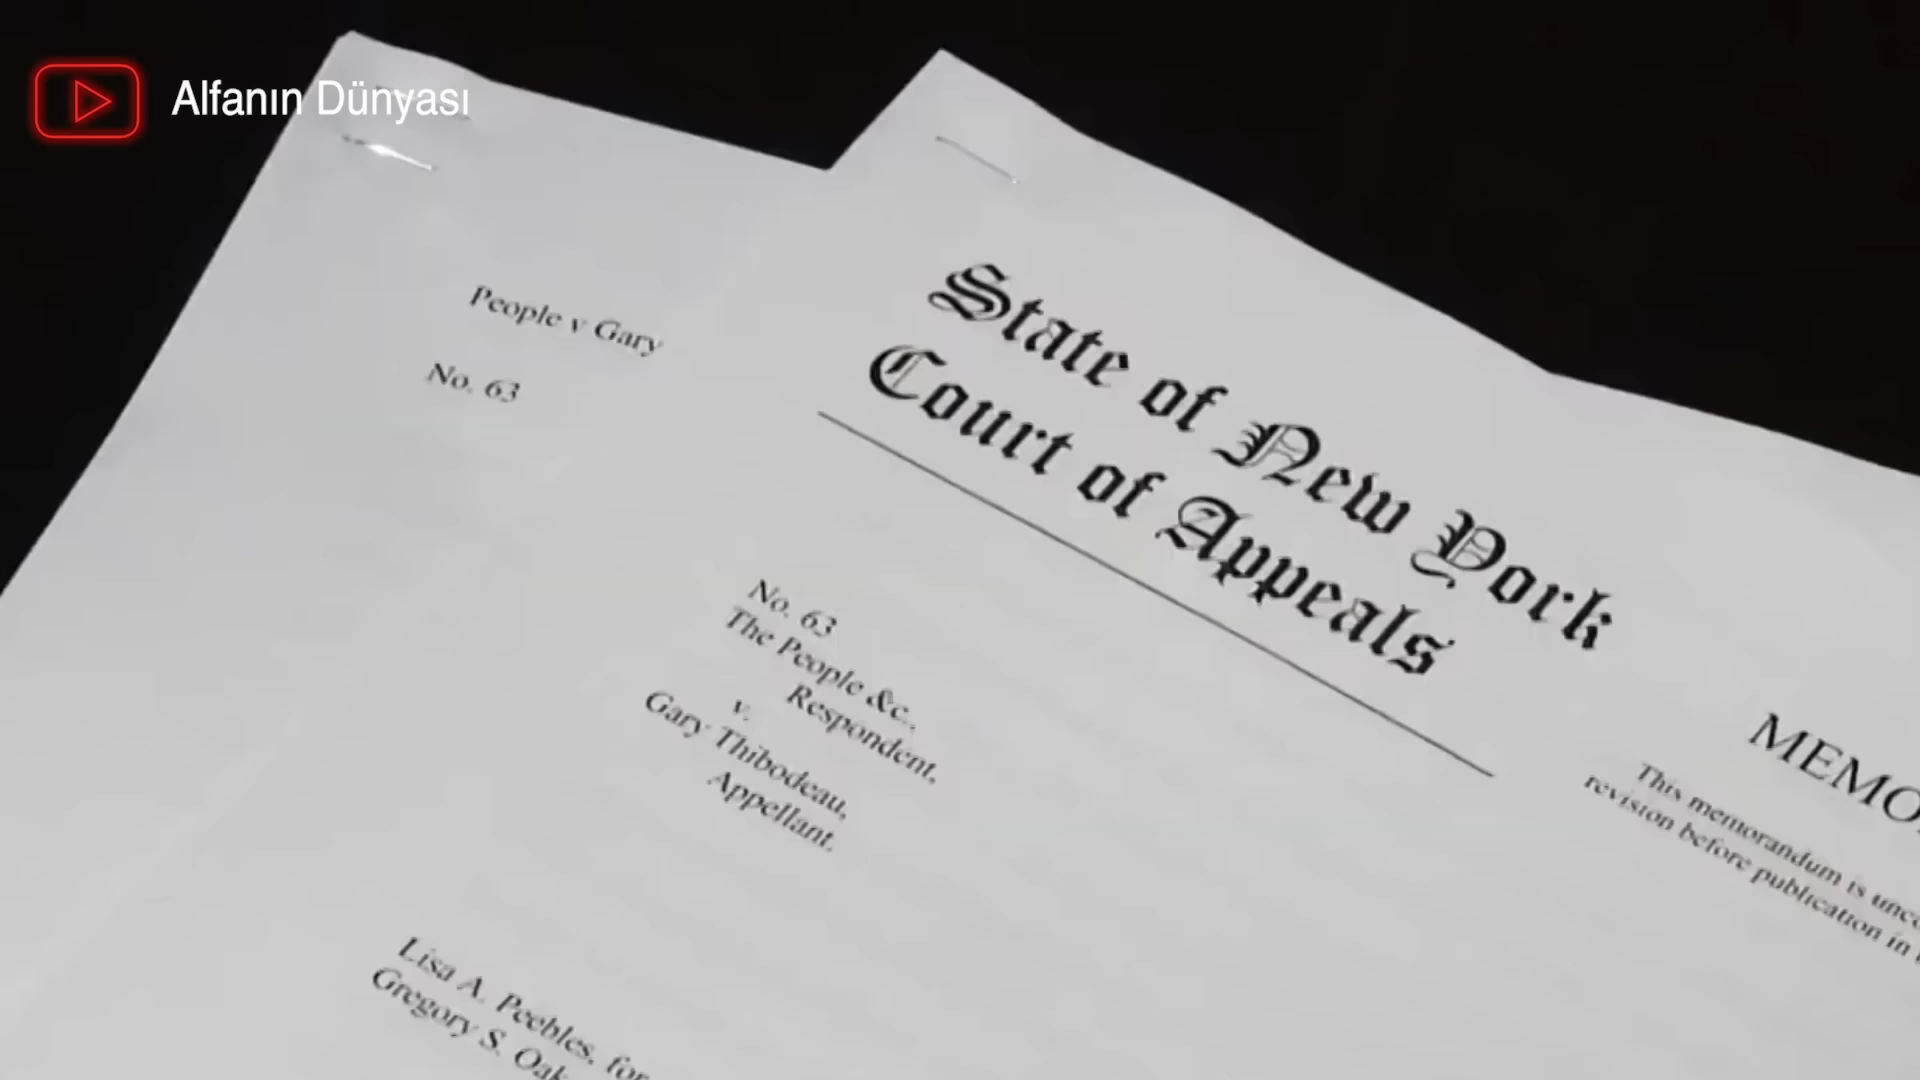 Alfanın Dünyası
People v Gary
No. 63
State of New York
Court of Appeals
MEMO
This memorandum is
revision before publication in
No. 63
The People &c.,
Respondent,
v.
Gary Thibodeau,
Appellant.
Lisa A. Peebles, for
Gregory S.